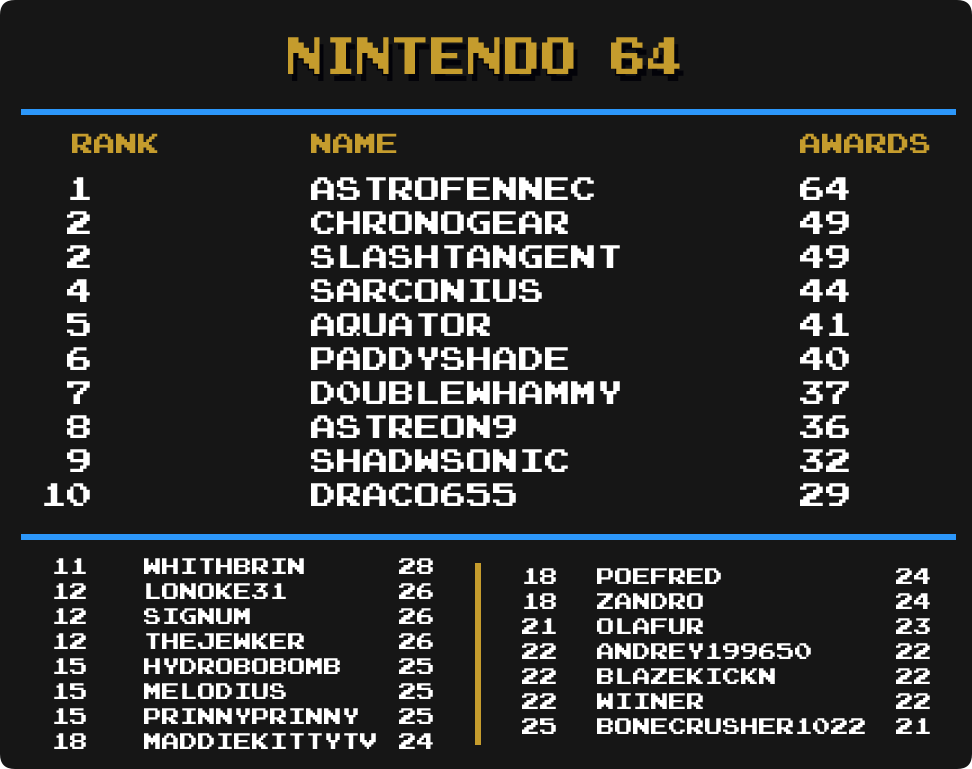 NINTENDO 64
RANK NAME AWARDS
1 ASTROFENNEC 64
2 CHRONOGEAR 49
2 SLASHTANGENT 49
4 SARCONIUS 44
5 AQUATOR 41
6 PADDYSHADE 40
7 DOUBLEWHAMMY 37
8 ASTREON9 36
9 SHADWSONIC 32
10 DRACO655 29
11 WHITHBRIN 28
12 LONOKE31 26
12 SIGNUM 26
12 THEJEWKER 26
15 HYDROBOBOMB 25
15 MELODIUS 25
15 PRINNYPRINNY 25
18 MADDIEKITTYTV 24
18 POEFRED 24
18 ZANDRO 24
21 OLAFUR 23
22 ANDREY199650 22
22 BLAZEKICKN 22
22 WIINER 22
25 BONECRUSHER1022 21